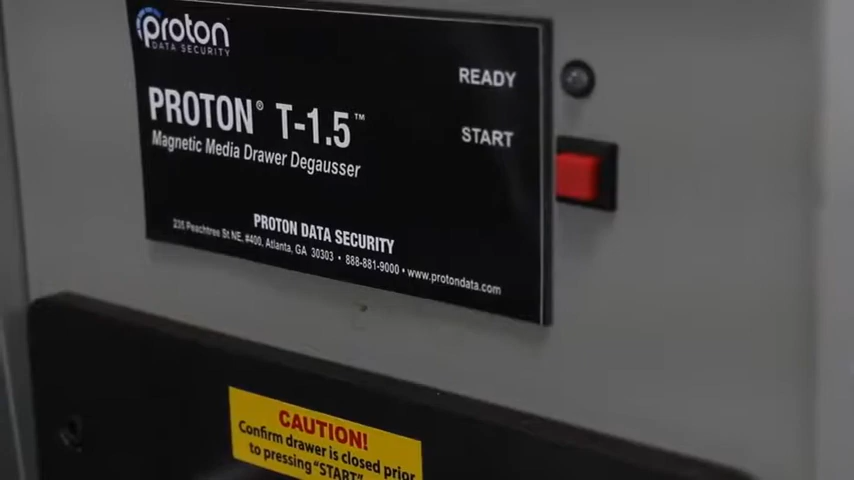 proton
DATA SECURITY
READY
PROTON® T-1.5™
START
Magnetic Media Drawer Degausser
PROTON DATA SECURITY
235 Peachtree St NE, #400, Atlanta, GA 30303 • 888-881-9000 • www.protondata.com
CAUTION!
Confirm drawer is closed prior
to pressing "START"